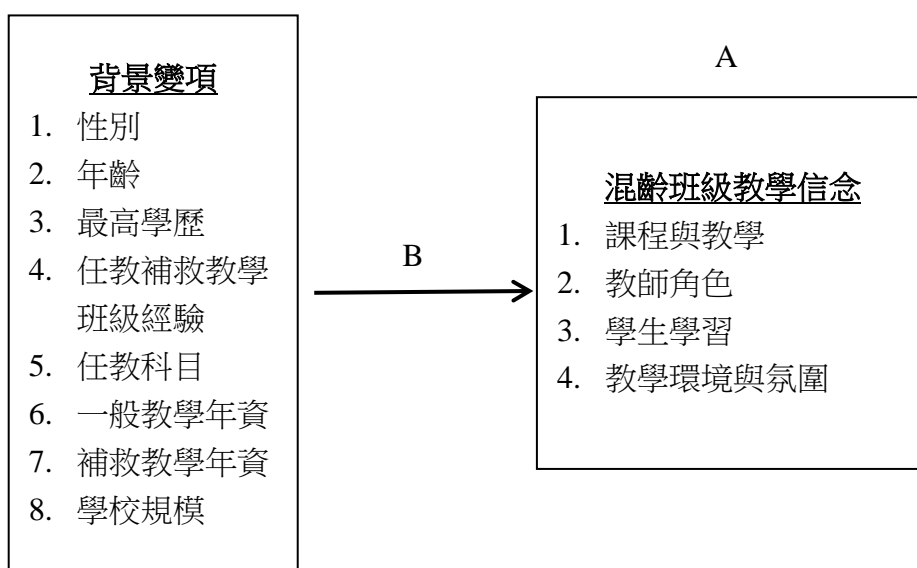 背景變項
1. 性別
2. 年齡
3. 最高學歷
4. 任教補救教學
班級經驗
5. 任教科目
6. 一般教學年資
7. 補救教學年資
8. 學校規模
B
A
混齡班級教學信念
1. 課程與教學
2. 教師角色
3. 學生學習
4. 教學環境與氛圍